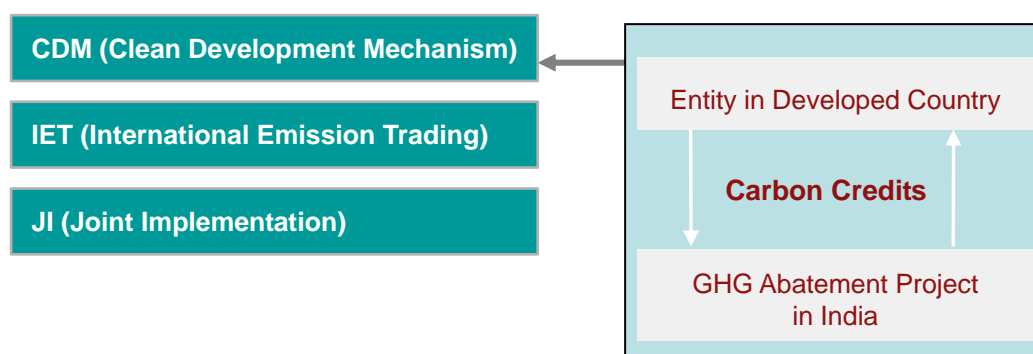 CDM (Clean Development Mechanism)
IET (International Emission Trading)
JI (Joint Implementation)
Entity in Developed Country
Carbon Credits
GHG Abatement Project
in India